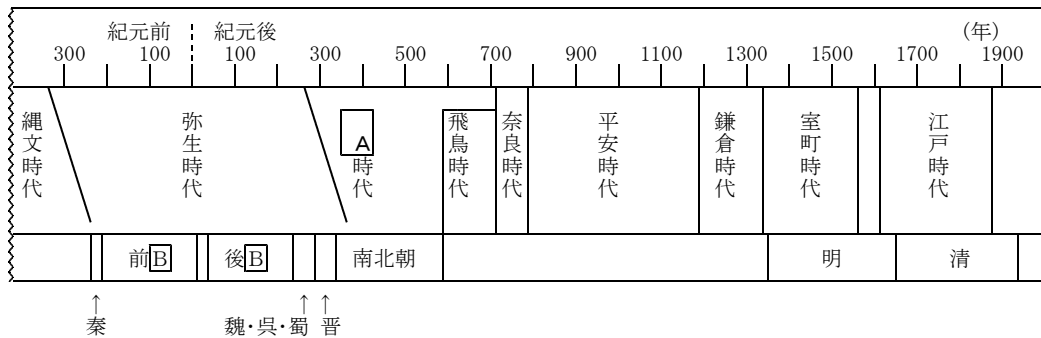 紀元前 紀元後 (年)
300 100 100 300 500 700 900 1100 1300 1500 1700 1900
縄文時代
弥生時代
A時代
飛鳥時代
奈良時代
平安時代
鎌倉時代
室町時代
江戸時代
前B 後B 南北朝 明 清
↑ ↑ ↑
秦 魏・呉・蜀 晋